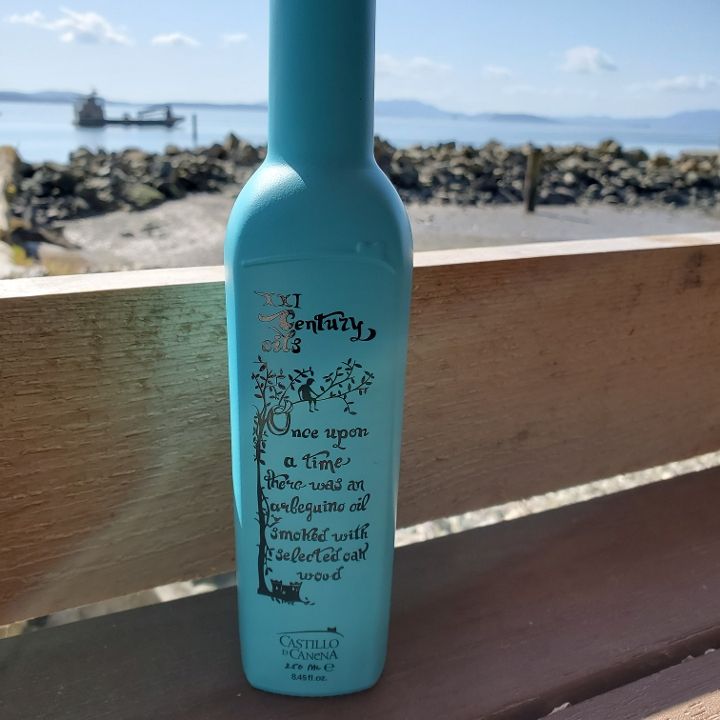 XXI
Century
oils
Once upon
a time
there was an
arbequino oil
smoked with
selected oak
wood
CASTILLO
DE CANENA
250 ML e
8.45 fl. oz.